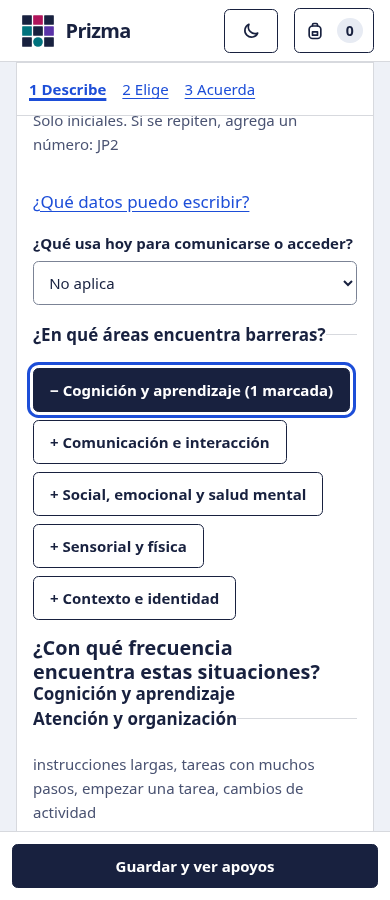 Prizma
0
1 Describe 2 Elige 3 Acuerda
Solo iniciales. Si se repiten, agrega un
número: JP2
¿Qué datos puedo escribir?
¿Qué usa hoy para comunicarse o acceder?
No aplica
¿En qué áreas encuentra barreras?
− Cognición y aprendizaje (1 marcada)
+ Comunicación e interacción
+ Social, emocional y salud mental
+ Sensorial y física
+ Contexto e identidad
¿Con qué frecuencia
encuentra estas situaciones?
Cognición y aprendizaje
Atención y organización
instrucciones largas, tareas con muchos
pasos, empezar una tarea, cambios de
actividad
Guardar y ver apoyos